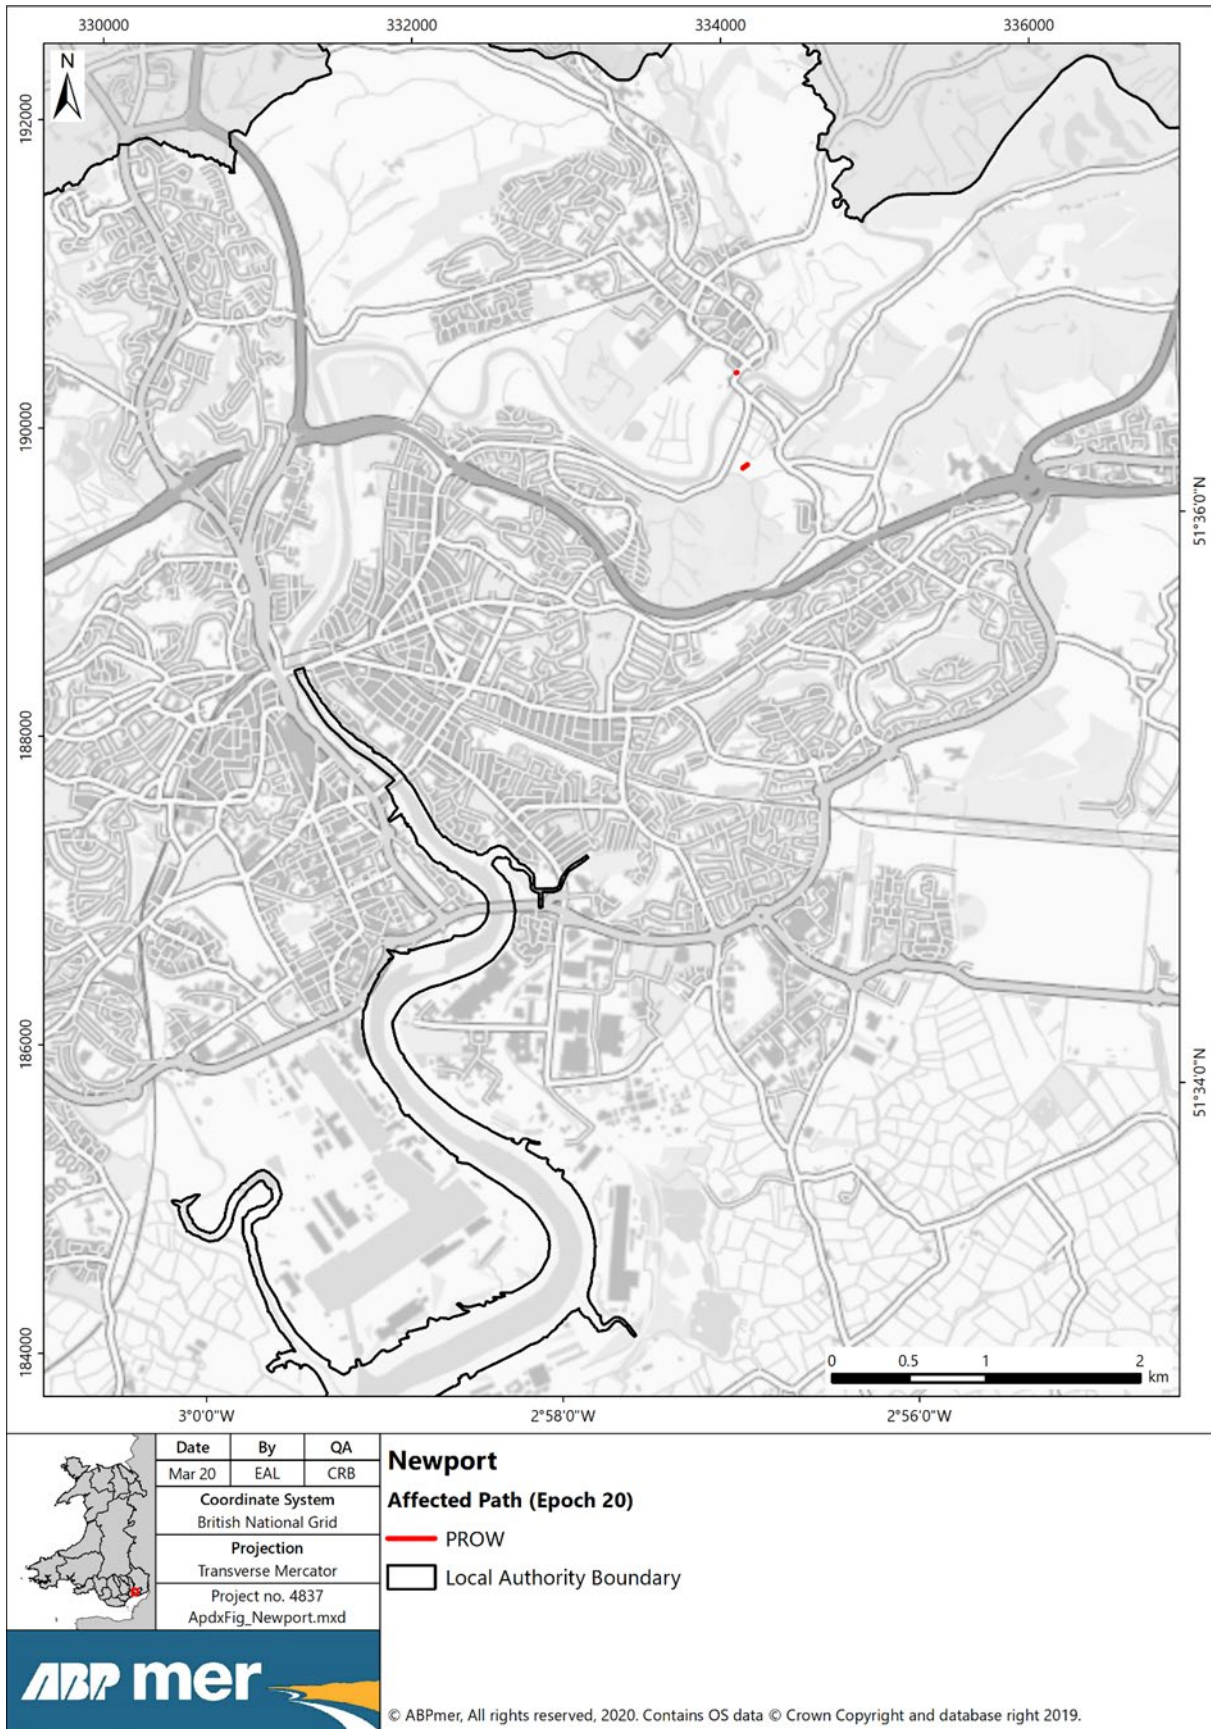 330000
332000
334000
336000
N
192000
190000
188000
186000
184000
51°36'0"N
51°34'0"N
0
0.5
1
2
km
3°0'0"W
2°58'0"W
2°56'0"W
Date
By
QA
Mar 20
EAL
CRB
Coordinate System
British National Grid
Projection
Transverse Mercator
Project no. 4837
ApdxFig_Newport.mxd
ABP mer
Newport
Affected Path (Epoch 20)
PROW
Local Authority Boundary
© ABPmer, All rights reserved, 2020. Contains OS data © Crown Copyright and database right 2019.